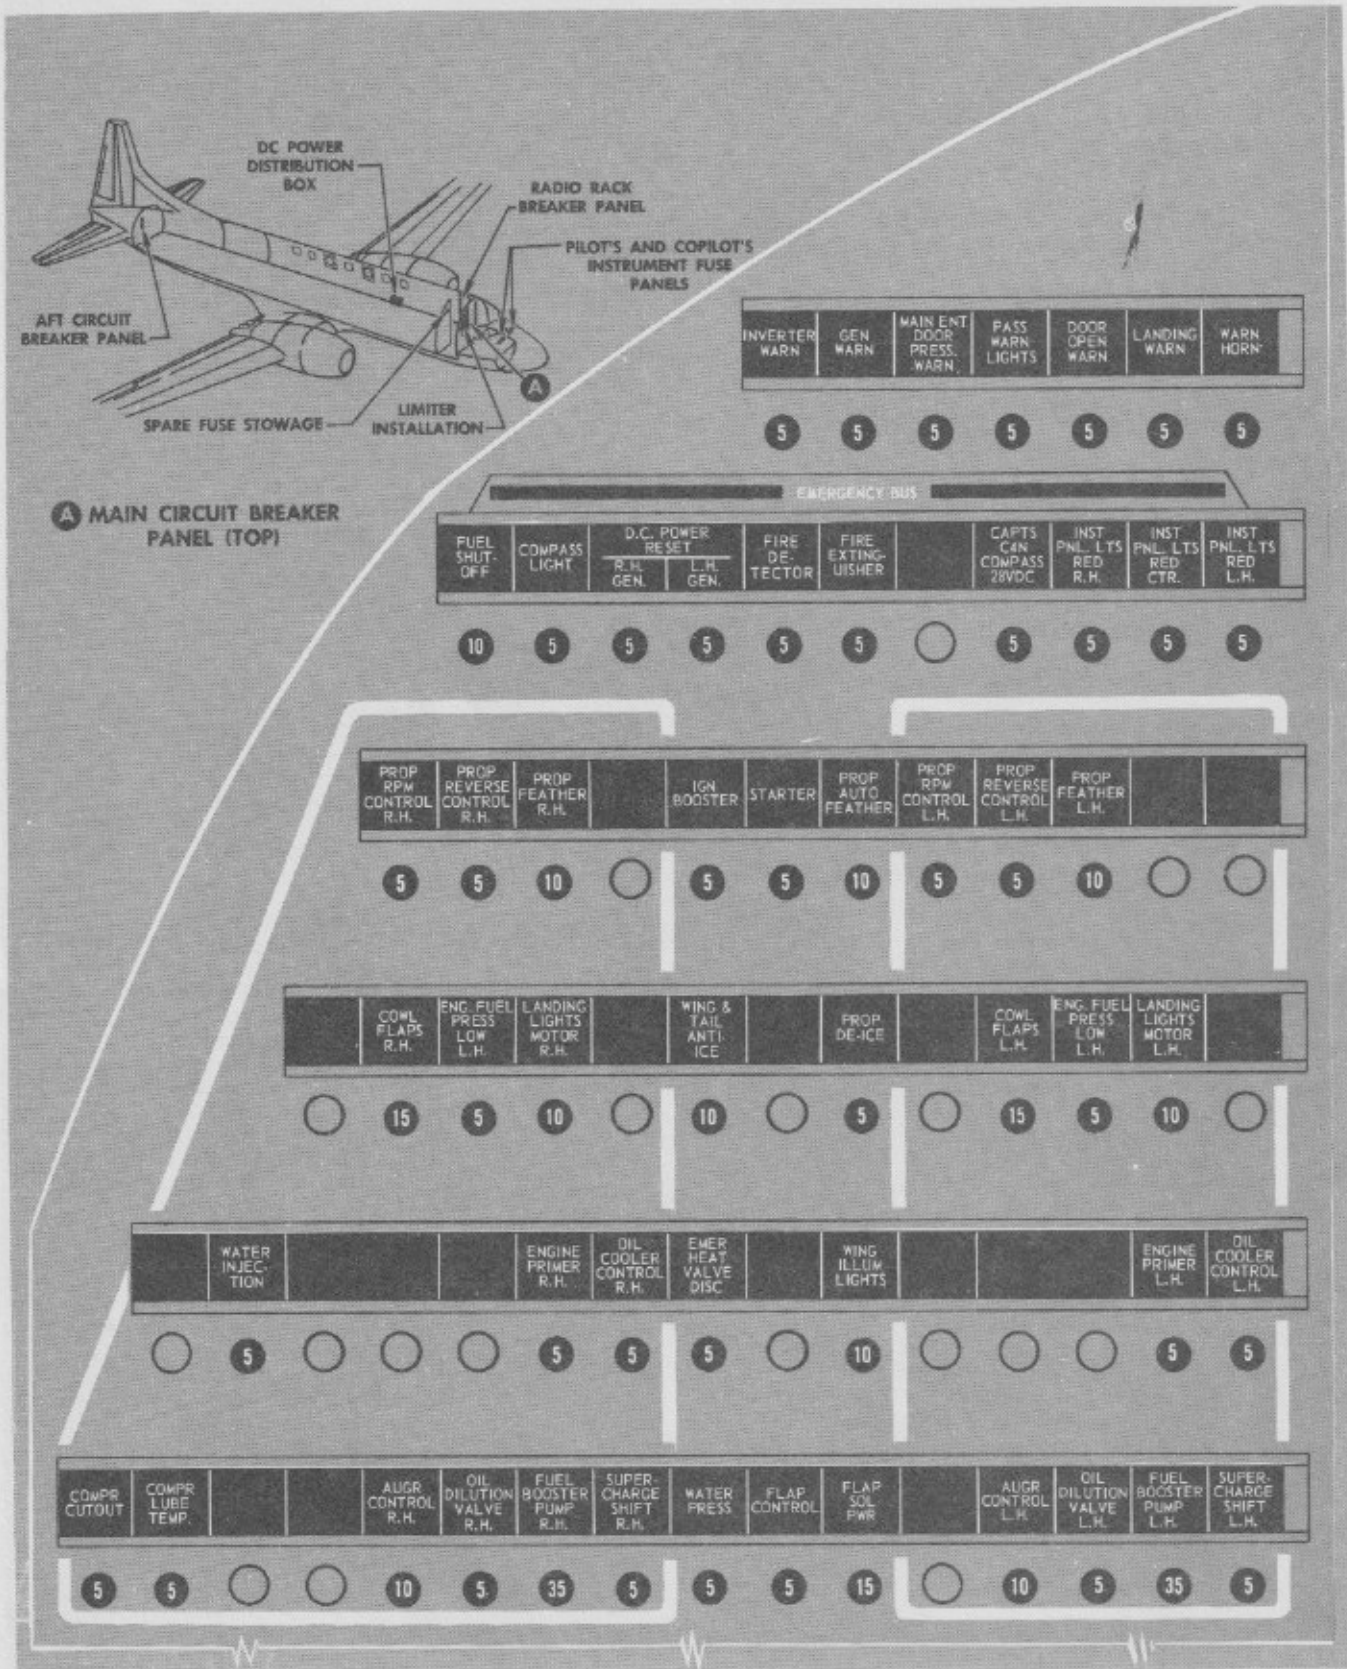 DC POWER
DISTRIBUTION
BOX
RADIO RACK
BREAKER PANEL
PILOT'S AND COPILOT'S
INSTRUMENT FUSE
PANELS
AFT CIRCUIT
BREAKER PANEL
A
SPARE FUSE STOWAGE
LIMITER
INSTALLATION
A MAIN CIRCUIT BREAKER
PANEL (TOP)
INVERTER
WARN
GEN
WARN
MAIN ENT
DOOR
PRESS.
WARN.
PASS
WARN
LIGHTS
DOOR
OPEN
WARN
LANDING
WARN
WARN
HORN
5 5 5 5 5 5 5
EMERGENCY BUS
FUEL
SHUT-
OFF
COMPASS
LIGHT
D.C. POWER
RESET
R.H.
GEN.
L.H.
GEN.
FIRE
DE-
TECTOR
FIRE
EXTING-
UISHER
CAPTS
C4N
COMPASS
28VDC
INST
PNL. LTS
RED
R.H.
INST
PNL. LTS
RED
CTR.
INST
PNL. LTS
RED
L.H.
10 5 5 5 5 5 5 5 5 5
PROP
RPM
CONTROL
R.H.
PROP
REVERSE
CONTROL
R.H.
PROP
FEATHER
R.H.
IGN
BOOSTER
STARTER
PROP
AUTO
FEATHER
PROP
RPM
CONTROL
L.H.
PROP
REVERSE
CONTROL
L.H.
PROP
FEATHER
L.H.
5 5 10 5 5 10 5 5 10
COWL
FLAPS
R.H.
ENG. FUEL
PRESS
LOW
L.H.
LANDING
LIGHTS
MOTOR
R.H.
WING &
TAIL
ANTI-
ICE
PROP
DE-ICE
COWL
FLAPS
L.H.
ENG. FUEL
PRESS
LOW
L.H.
LANDING
LIGHTS
MOTOR
L.H.
15 5 10 10 5 15 5 10
WATER
INJEC-
TION
ENGINE
PRIMER
R.H.
OIL
COOLER
CONTROL
R.H.
EMER
HEAT
VALVE
DISC
WING
ILLUM
LIGHTS
ENGINE
PRIMER
L.H.
OIL
COOLER
CONTROL
L.H.
5 5 5 5 10 5 5
COMPR
CUTOUT
COMPR
LUBE
TEMP.
AUGR
CONTROL
R.H.
OIL
DILUTION
VALVE
R.H.
FUEL
BOOSTER
PUMP
R.H.
SUPER-
CHARGE
SHIFT
R.H.
WATER
PRESS
FLAP
CONTROL
FLAP
SOL
PWR
AUGR
CONTROL
L.H.
OIL
DILUTION
VALVE
L.H.
FUEL
BOOSTER
PUMP
L.H.
SUPER-
CHARGE
SHIFT
L.H.
5 5 10 5 35 5 5 5 15 10 5 35 5